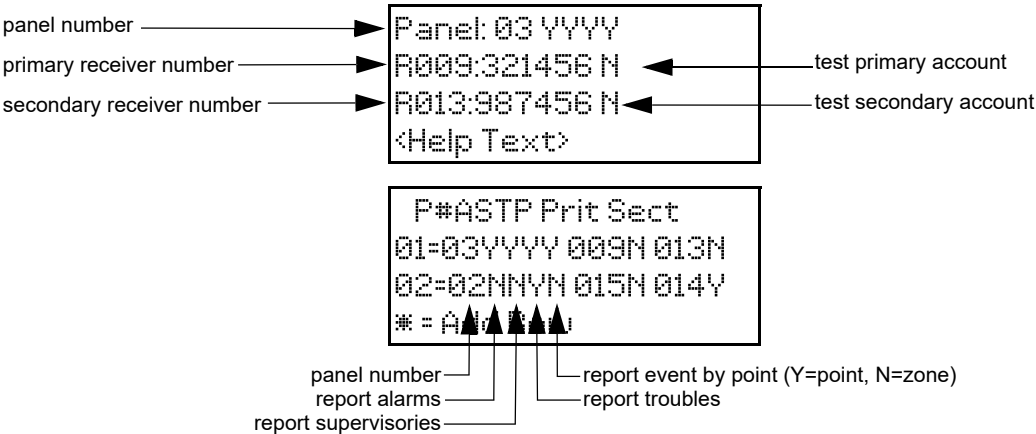 panel number
Panel: 03 YYYY
primary receiver number
R009:321456 N
test primary account
secondary receiver number
R013:987456 N
test secondary account
<Help Text>
P#ASTP Prit Sect
01=03YYYY 009N 013N
02=02NNYN 015N 014Y
* = Add
panel number
report event by point (Y=point, N=zone)
report alarms
report troubles
report supervisories